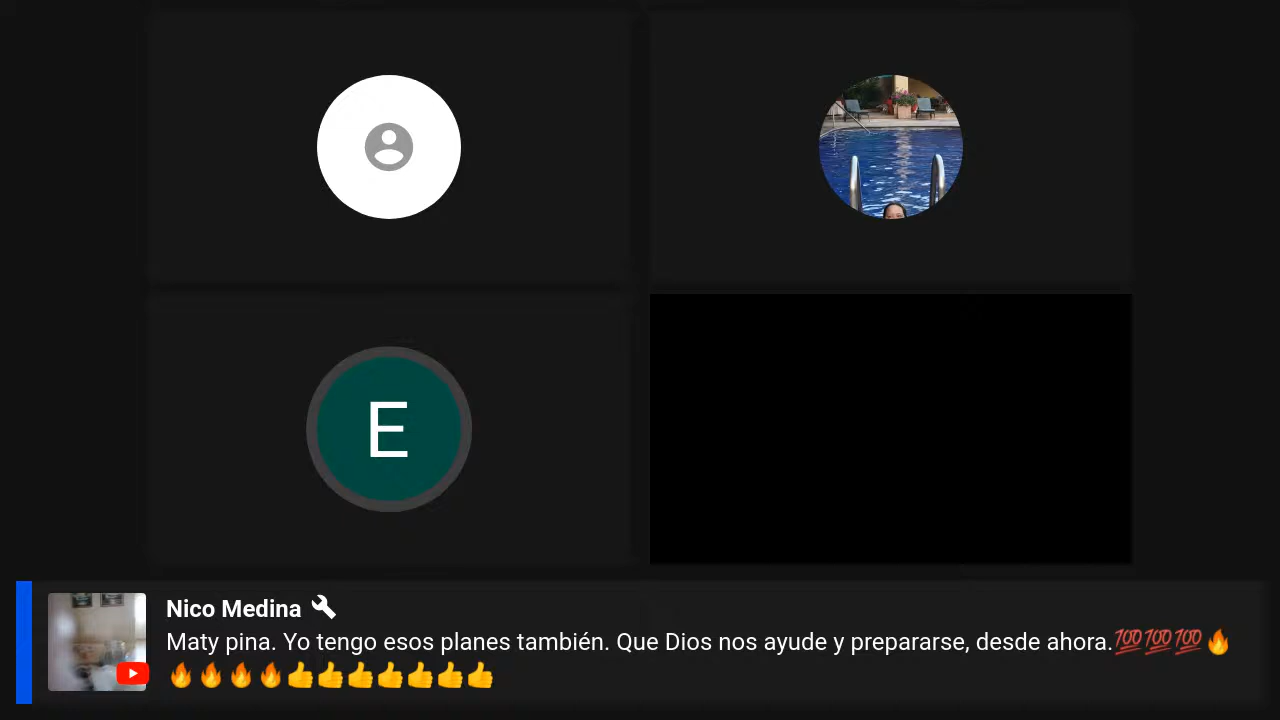 E
Nico Medina
Maty pina. Yo tengo esos planes también. Que Dios nos ayude y prepararse, desde ahora.💯💯💯🔥
🔥🔥🔥🔥👍👍👍👍👍👍👍